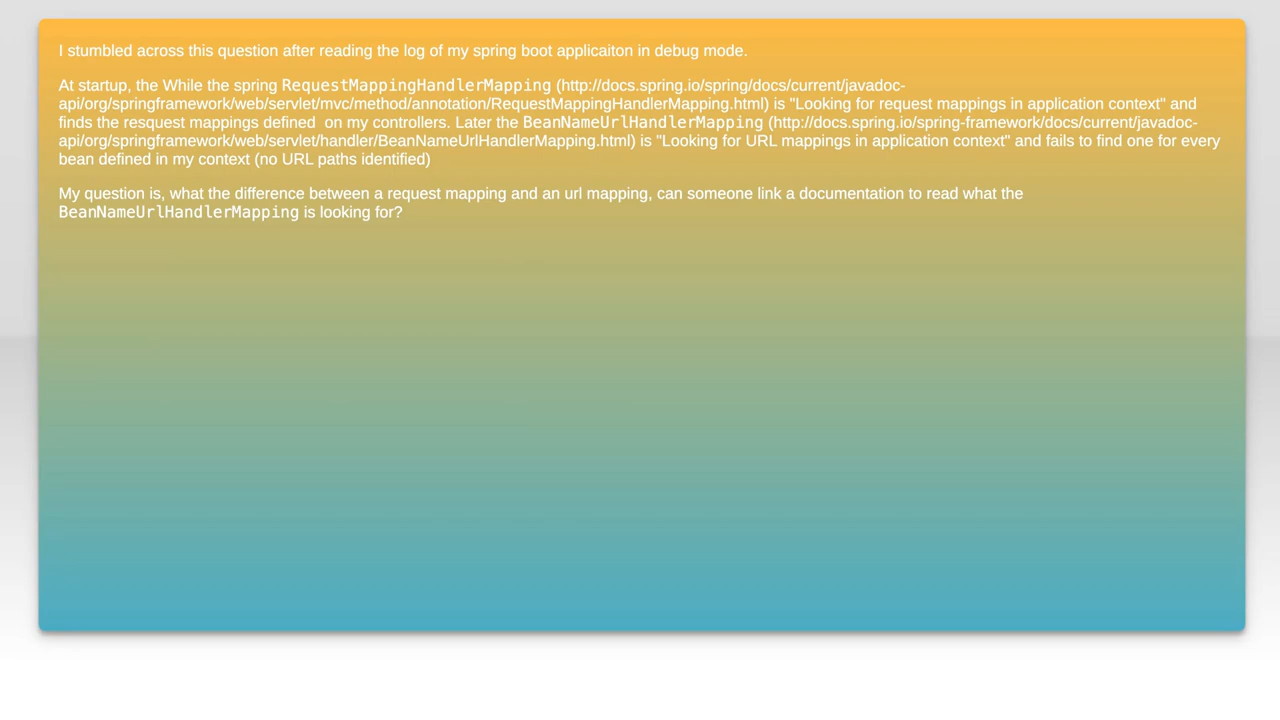 I stumbled across this question after reading the log of my spring boot applicaiton in debug mode.
At startup, the While the spring RequestMappingHandlerMapping (http://docs.spring.io/spring/docs/current/javadoc-
api/org/springframework/web/servlet/mvc/method/annotation/RequestMappingHandlerMapping.html) is "Looking for request mappings in application context" and
finds the resquest mappings defined  on my controllers. Later the BeanNameUrlHandlerMapping (http://docs.spring.io/spring-framework/docs/current/javadoc-
api/org/springframework/web/servlet/handler/BeanNameUrlHandlerMapping.html) is "Looking for URL mappings in application context" and fails to find one for every
bean defined in my context (no URL paths identified)
My question is, what the difference between a request mapping and an url mapping, can someone link a documentation to read what the
BeanNameUrlHandlerMapping is looking for?